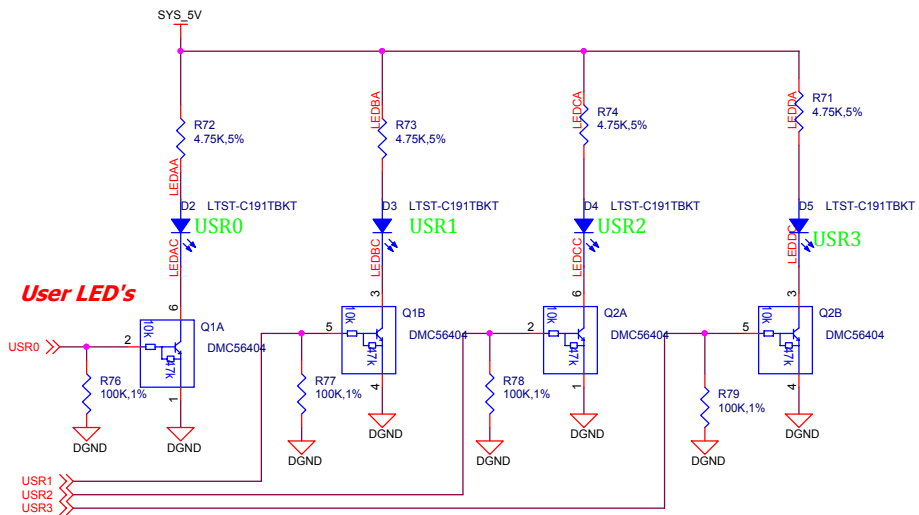 SYS_5V
R72
4.75K,5%
LEDAA
D2 LTST-C191TBKT
USR0
LEDAC
LEDBA
R73
4.75K,5%
D3 LTST-C191TBKT
USR1
LEDBC
LEDCA
R74
4.75K,5%
D4 LTST-C191TBKT
USR2
LEDCC
LEDDA
R71
4.75K,5%
D5 LTST-C191TBKT
USR3
LEDDC
User LED's
USR0
2
10k
47k
6
1
Q1A
DMC56404
R76
100K,1%
DGND
DGND
5
10k
47k
3
4
Q1B
DMC56404
R77
100K,1%
DGND
DGND
2
10k
47k
6
1
Q2A
DMC56404
R78
100K,1%
DGND
DGND
5
10k
47k
3
4
Q2B
DMC56404
R79
100K,1%
DGND
DGND
USR1
USR2
USR3